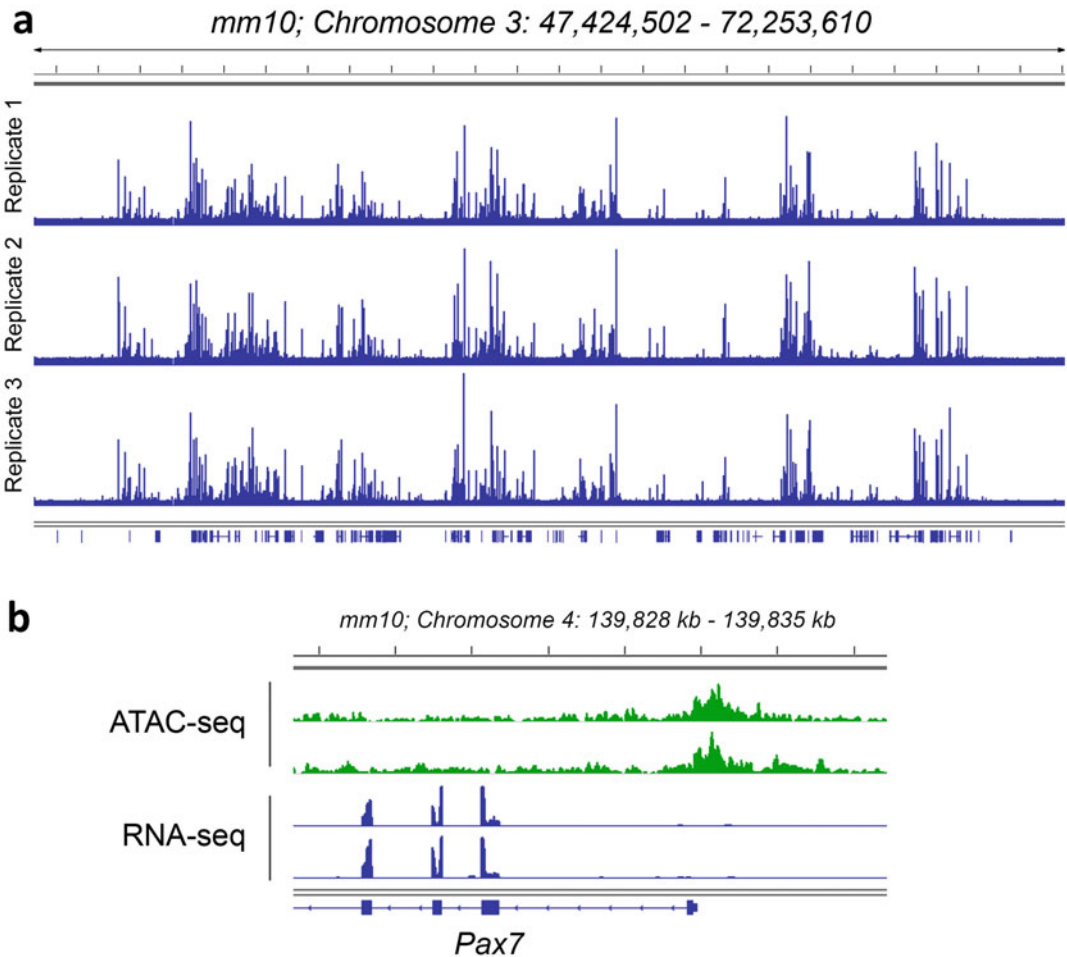 a
mm10; Chromosome 3: 47,424,502 - 72,253,610
Replicate 1
Replicate 2
Replicate 3
b
mm10; Chromosome 4: 139,828 kb - 139,835 kb
ATAC-seq
RNA-seq
Pax7